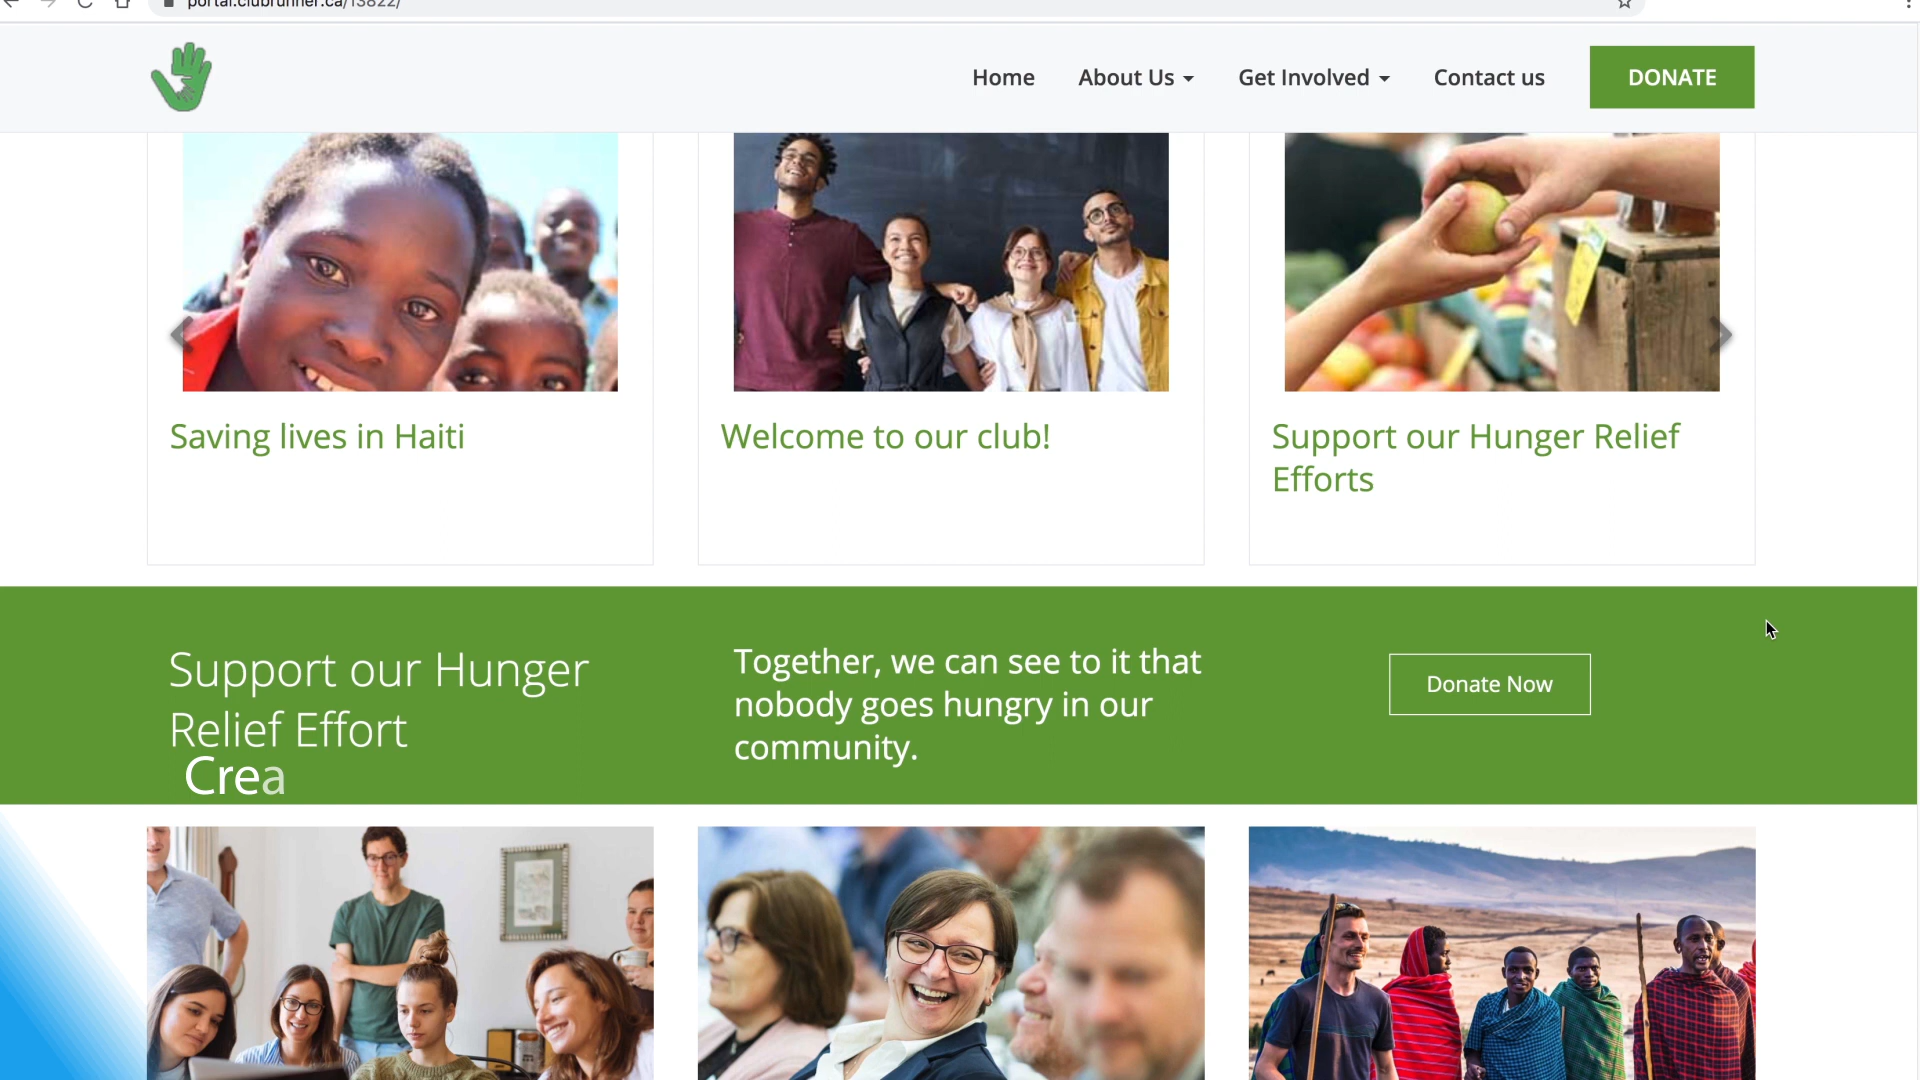 portal.clubrunner.ca/13822/
Home
About Us
Get Involved
Contact us
DONATE
Saving lives in Haiti
Welcome to our club!
Support our Hunger Relief
Efforts
Support our Hunger
Relief Effort
Together, we can see to it that
nobody goes hungry in our
community.
Donate Now
Crea